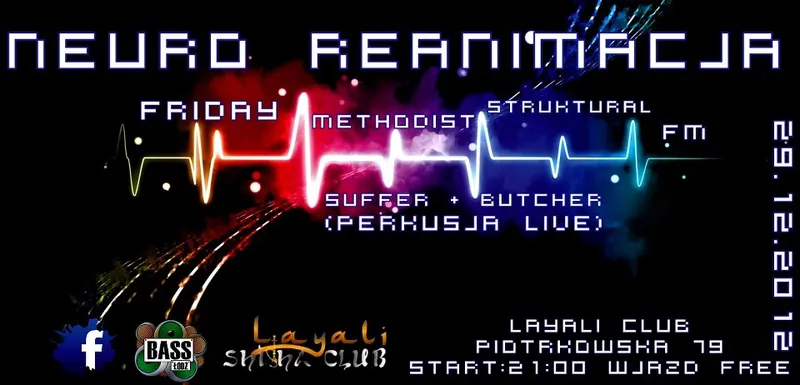 NEURO REANIMACJA
FRIDAY
METHODIST
STRUKTURAL
FM
SUFFER + BUTCHER
(PERKUSJA LIVE)
29.12.2012
f
BASS
ŁÓDŹ
Layali
SHISHA CLUB
LAYALI CLUB
PIOTRKOWSKA 79
START:21:00 WJAZD FREE